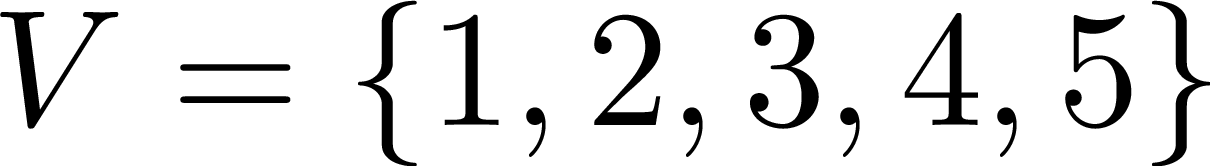 V = {1, 2, 3, 4, 5}